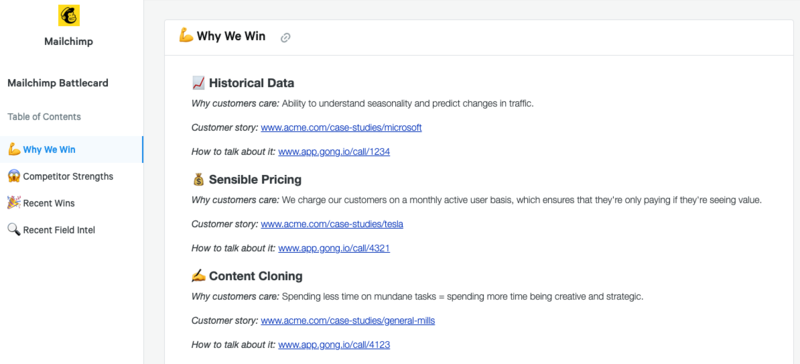 Mailchimp
Mailchimp Battlecard
Table of Contents
💪 Why We Win
😱 Competitor Strengths
🎉 Recent Wins
🔍 Recent Field Intel
💪 Why We Win
📈 Historical Data
Why customers care: Ability to understand seasonality and predict changes in traffic.
Customer story: www.acme.com/case-studies/microsoft
How to talk about it: www.app.gong.io/call/1234
💰 Sensible Pricing
Why customers care: We charge our customers on a monthly active user basis, which ensures that they're only paying if they're seeing value.
Customer story: www.acme.com/case-studies/tesla
How to talk about it: www.app.gong.io/call/4321
✍️ Content Cloning
Why customers care: Spending less time on mundane tasks = spending more time being creative and strategic.
Customer story: www.acme.com/case-studies/general-mills
How to talk about it: www.app.gong.io/call/4123